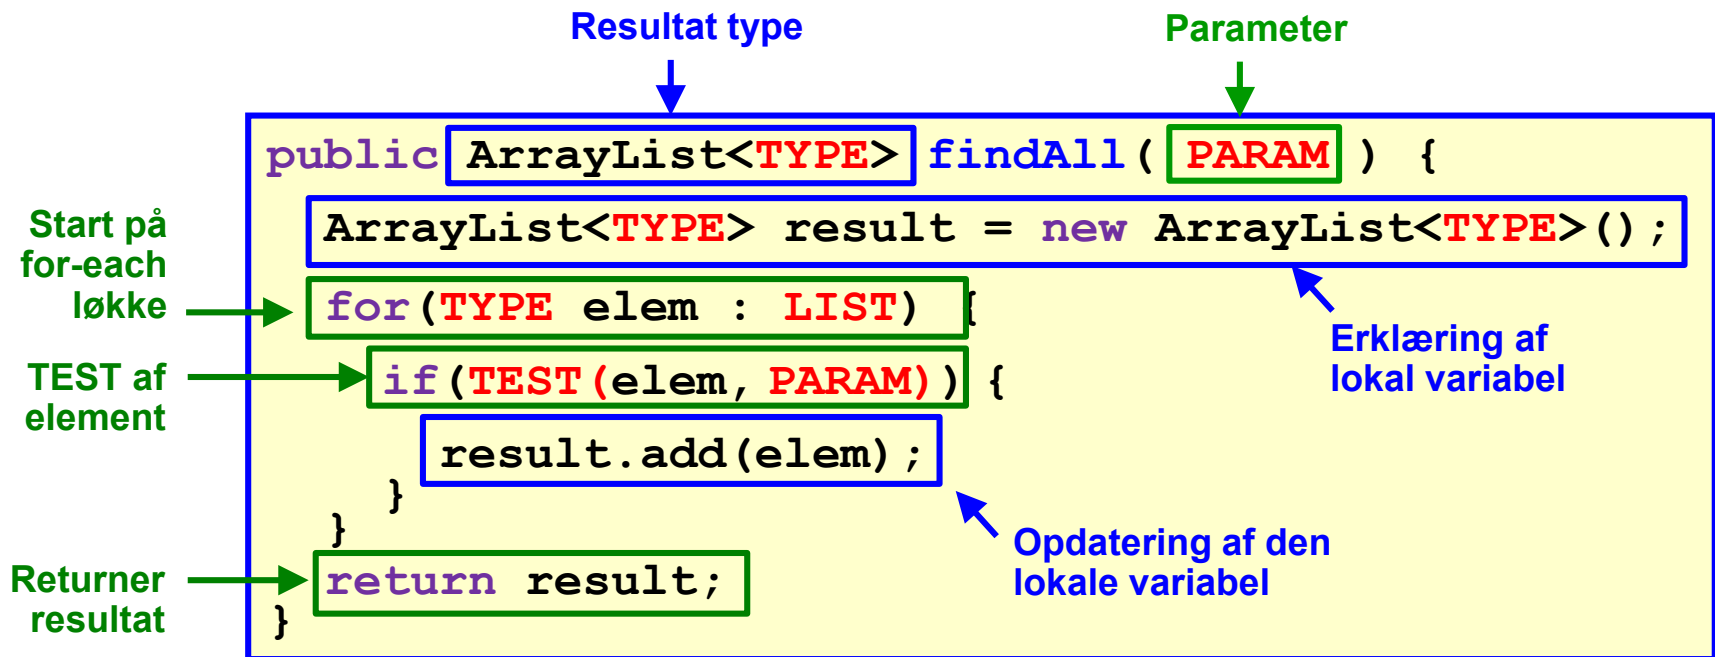 Resultat type
Parameter
public ArrayList<TYPE> findAll( PARAM ) {
Start på
for-each
løkke
ArrayList<TYPE> result = new ArrayList<TYPE>();
for(TYPE elem : LIST) {
Erklæring af
lokal variabel
TEST af
element
if(TEST(elem, PARAM)) {
result.add(elem);
}
}
Opdatering af den
lokale variabel
Returner
resultat
return result;
}